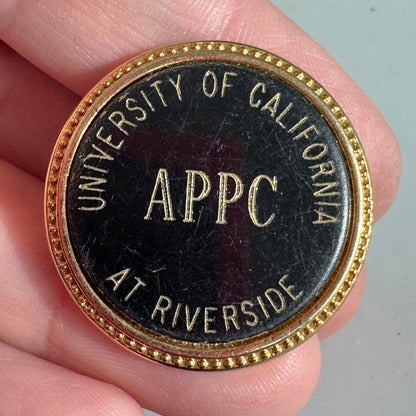 UNIVERSITY OF CALIFORNIA
APPC
AT RIVERSIDE